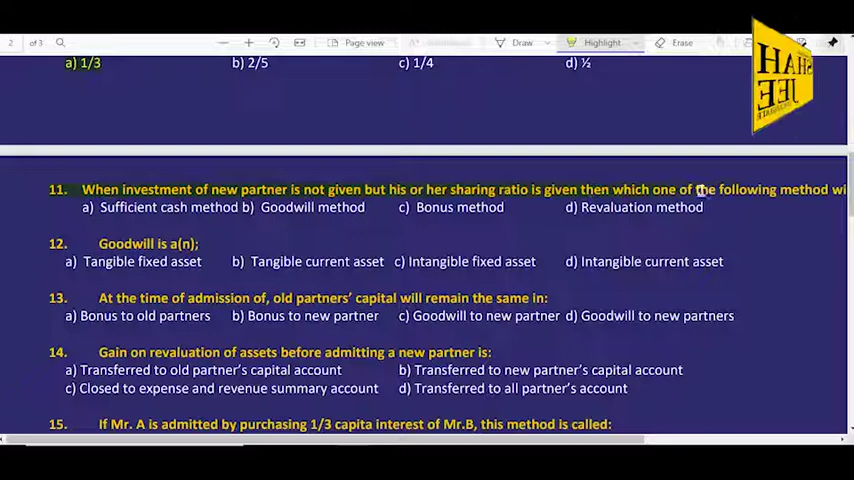 2 of 3 Page view Draw Highlight Erase
SHAH JEE
a) 1/3 b) 2/5 c) 1/4 d) ½
11. When investment of new partner is not given but his or her sharing ratio is given then which one of the following method wi
a) Sufficient cash method b) Goodwill method c) Bonus method d) Revaluation method
12. Goodwill is a(n);
a) Tangible fixed asset b) Tangible current asset c) Intangible fixed asset d) Intangible current asset
13. At the time of admission of, old partners’ capital will remain the same in:
a) Bonus to old partners b) Bonus to new partner c) Goodwill to new partner d) Goodwill to new partners
14. Gain on revaluation of assets before admitting a new partner is:
a) Transferred to old partner’s capital account b) Transferred to new partner’s capital account
c) Closed to expense and revenue summary account d) Transferred to all partner’s account
15. If Mr. A is admitted by purchasing 1/3 capita interest of Mr.B, this method is called: